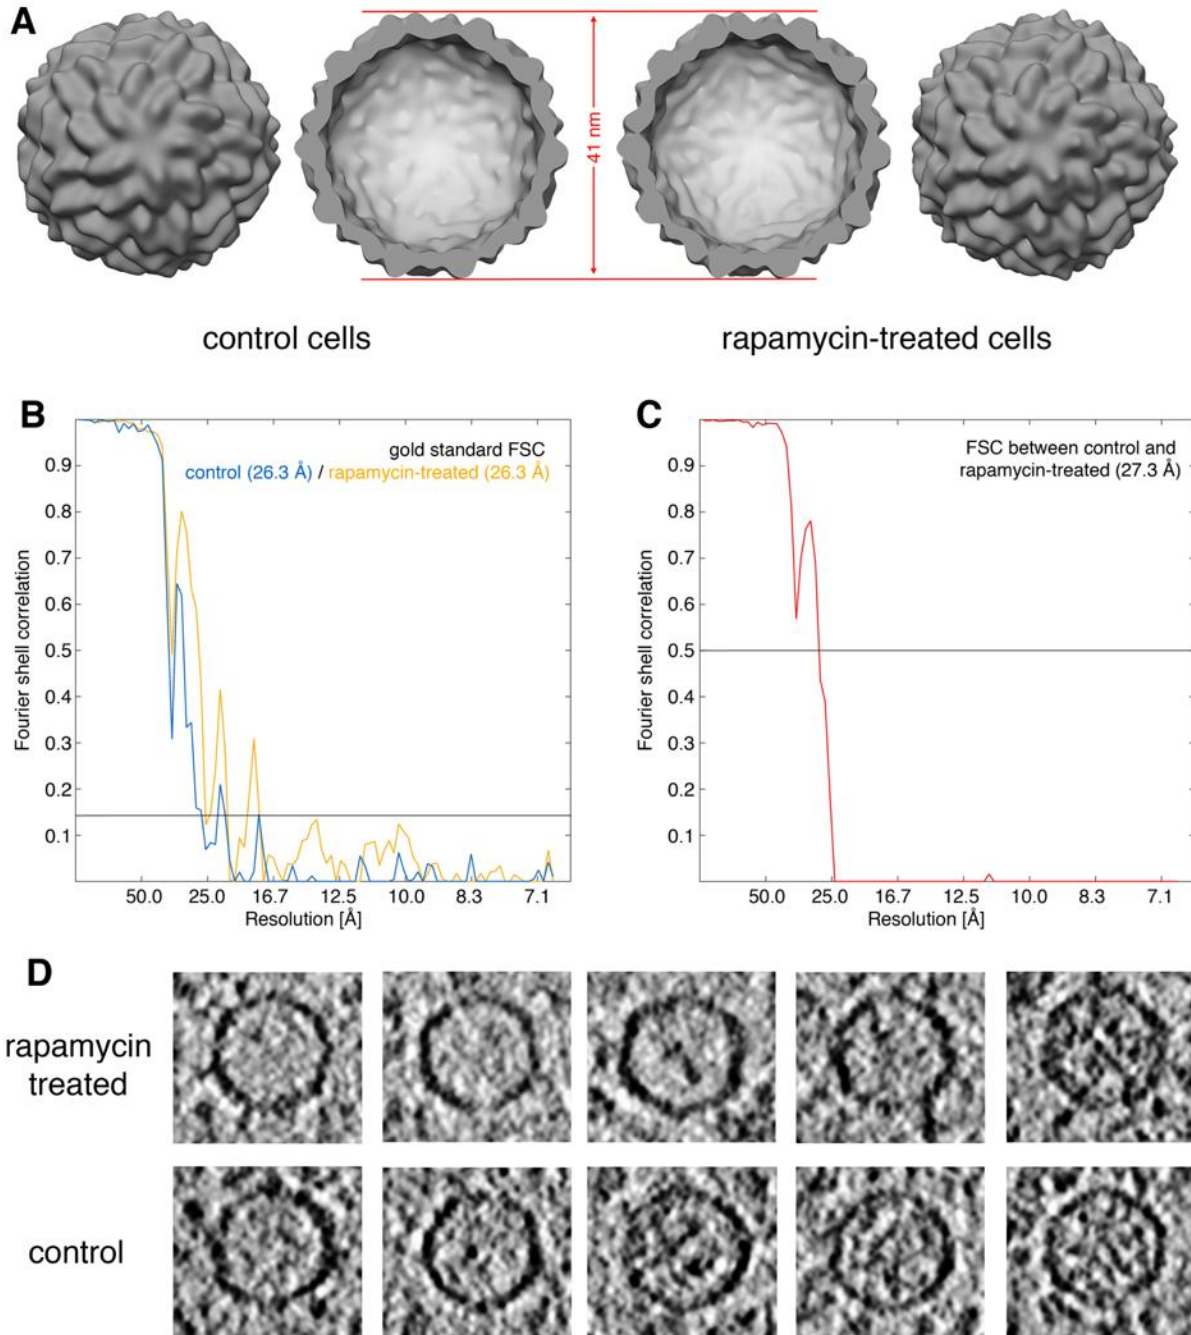 A
41 nm
control cells
rapamycin-treated cells
B
gold standard FSC
control (26.3 Å) / rapamycin-treated (26.3 Å)
0.9
0.8
0.7
0.6
0.5
0.4
0.3
0.2
0.1
Fourier shell correlation
50.0 25.0 16.7 12.5 10.0 8.3 7.1
Resolution [Å]
C
FSC between control and
rapamycin-treated (27.3 Å)
0.9
0.8
0.7
0.6
0.5
0.4
0.3
0.2
0.1
Fourier shell correlation
50.0 25.0 16.7 12.5 10.0 8.3 7.1
Resolution [Å]
D
rapamycin
treated
control